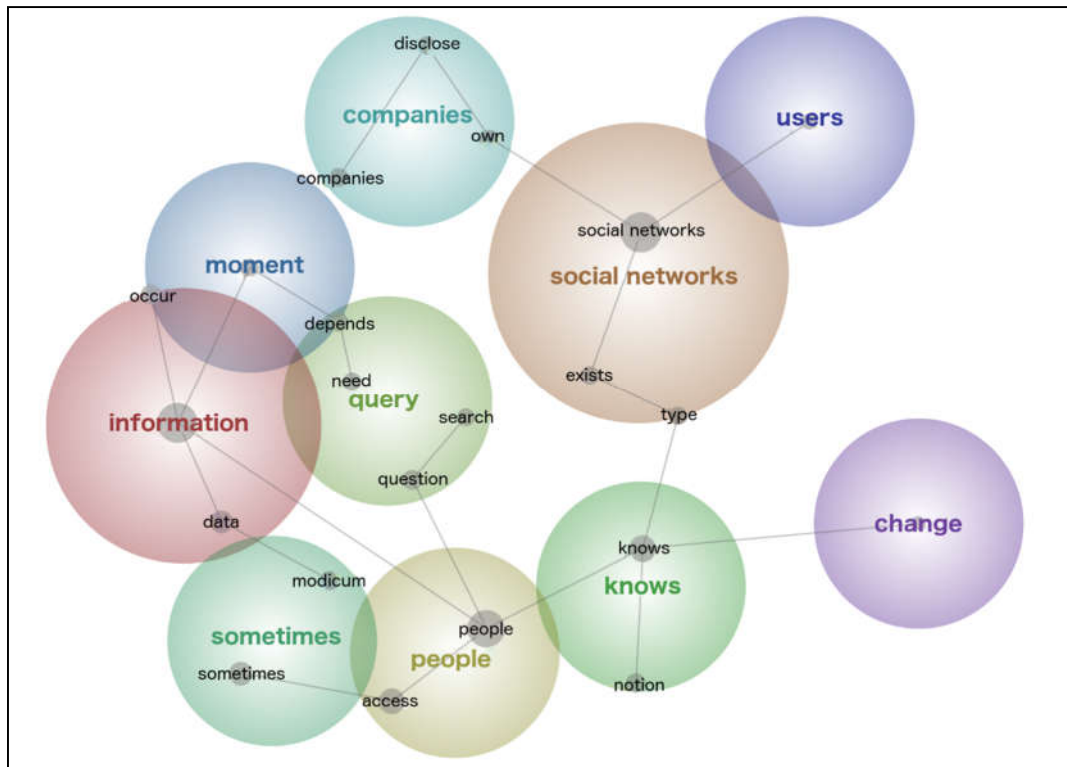 disclose
companies
users
own
companies
social networks
moment
social networks
occur
depends
exists
need
query
search
type
information
question
data
change
knows
modicum
knows
people
sometimes
people
sometimes
notion
access